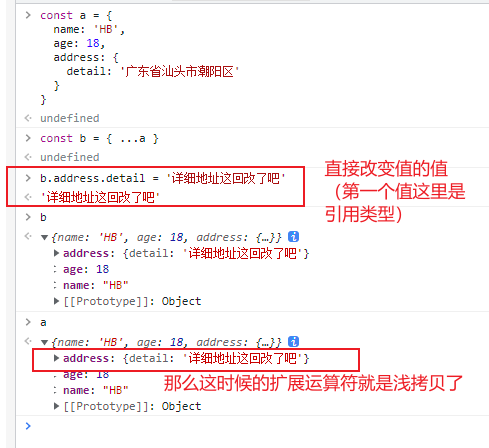 const a = {
name: 'HB',
age: 18,
address: {
detail: '广东省汕头市潮阳区'
}
}
undefined
const b = { ...a }
undefined
b.address.detail = '详细地址这回改了吧'
'详细地址这回改了吧'
直接改变值的值
（第一个值这里是
引用类型）
b
{name: 'HB', age: 18, address: {…}}
address: {detail: '详细地址这回改了吧'}
age: 18
name: "HB"
[[Prototype]]: Object
a
{name: 'HB', age: 18, address: {…}}
address: {detail: '详细地址这回改了吧'}
age: 18
name: "HB"
那么这时候的扩展运算符就是浅拷贝了
[[Prototype]]: Object